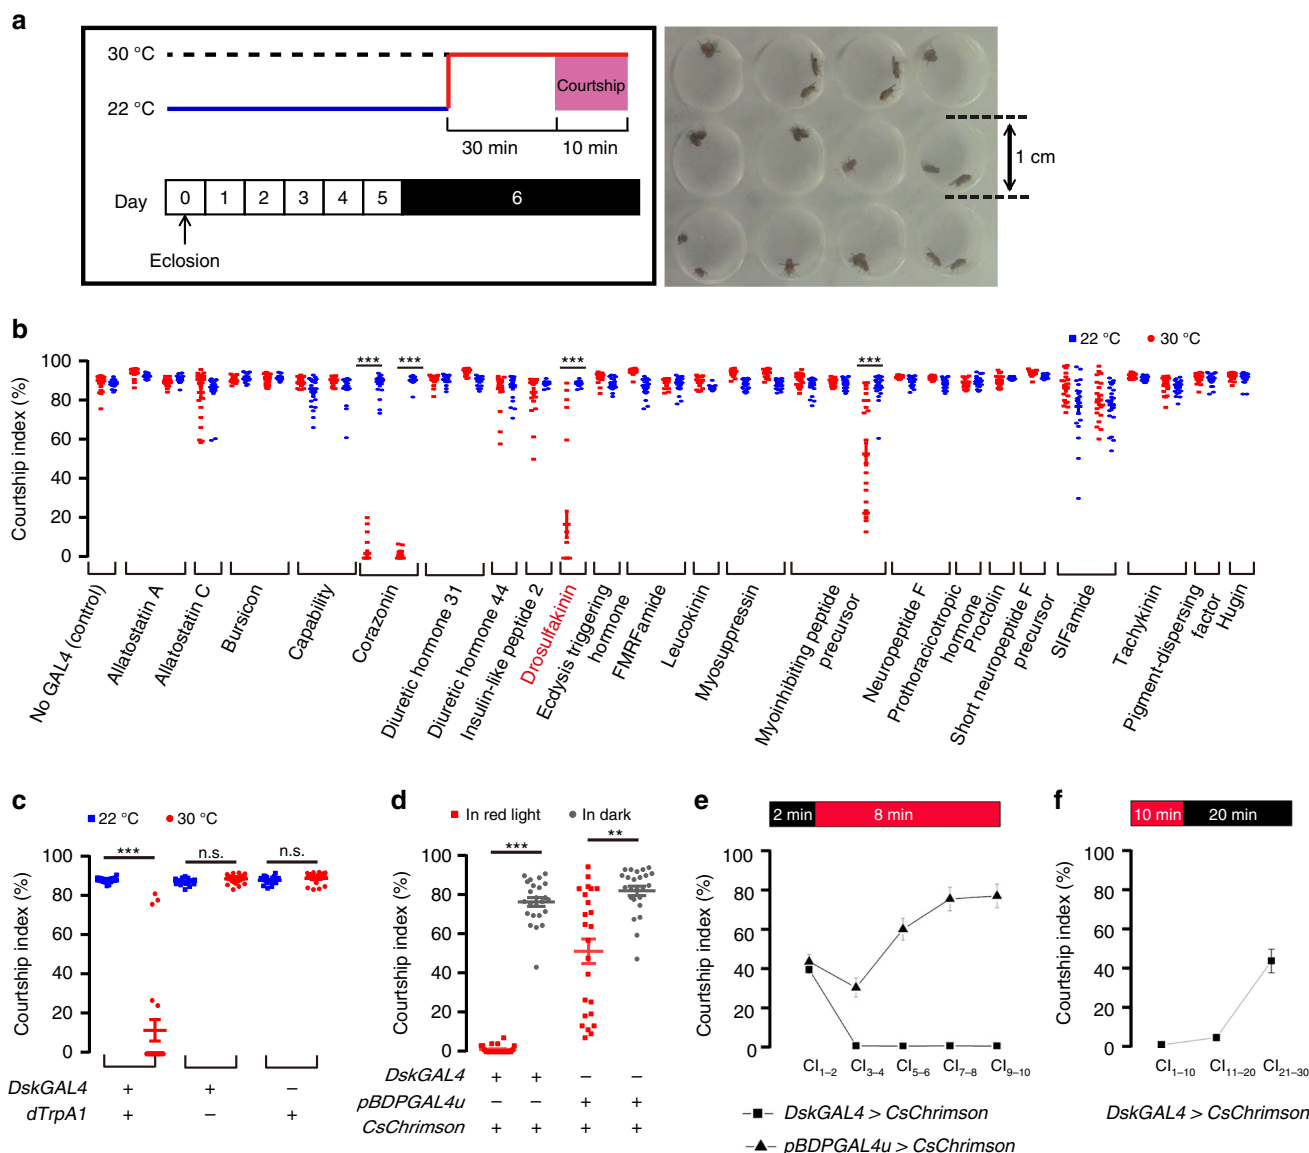 a
30 °C
22 °C
Courtship
30 min
10 min
Day 0 1 2 3 4 5 6
Eclosion
1 cm
b
22 °C 30 °C
*** *** *** ***
Courtship index (%)
100
80
60
40
20
0
No GAL4 (control)
Allatostatin A
Allatostatin C
Bursicon
Capability
Corazonin
Diuretic hormone 31
Diuretic hormone 44
Insulin-like peptide 2
Drosulfakinin
Ecdysis triggering
hormone
FMRFamide
Leucokinin
Myosuppressin
Myoinhibiting peptide
precursor
Neuropeptide F
Prothoracicotropic
hormone
Proctolin
Short neuropeptide F
precursor
SIFamide
Tachykinin
Pigment-dispersing
factor
Hugin
c
22 °C 30 °C
*** n.s. n.s.
Courtship index (%)
100
80
60
40
20
0
DskGAL4 + + −
dTrpA1 + − +
d
In red light In dark
*** **
Courtship index (%)
100
80
60
40
20
0
DskGAL4 + + − −
pBDPGAL4u − − + +
CsChrimson + + + +
e
2 min 8 min
Courtship index (%)
100
80
60
40
20
0
CI1–2 CI3–4 CI5–6 CI7–8 CI9–10
DskGAL4 > CsChrimson
pBDPGAL4u > CsChrimson
f
10 min 20 min
Courtship index (%)
100
80
60
40
20
0
CI1–10 CI11–20 CI21–30
DskGAL4 > CsChrimson